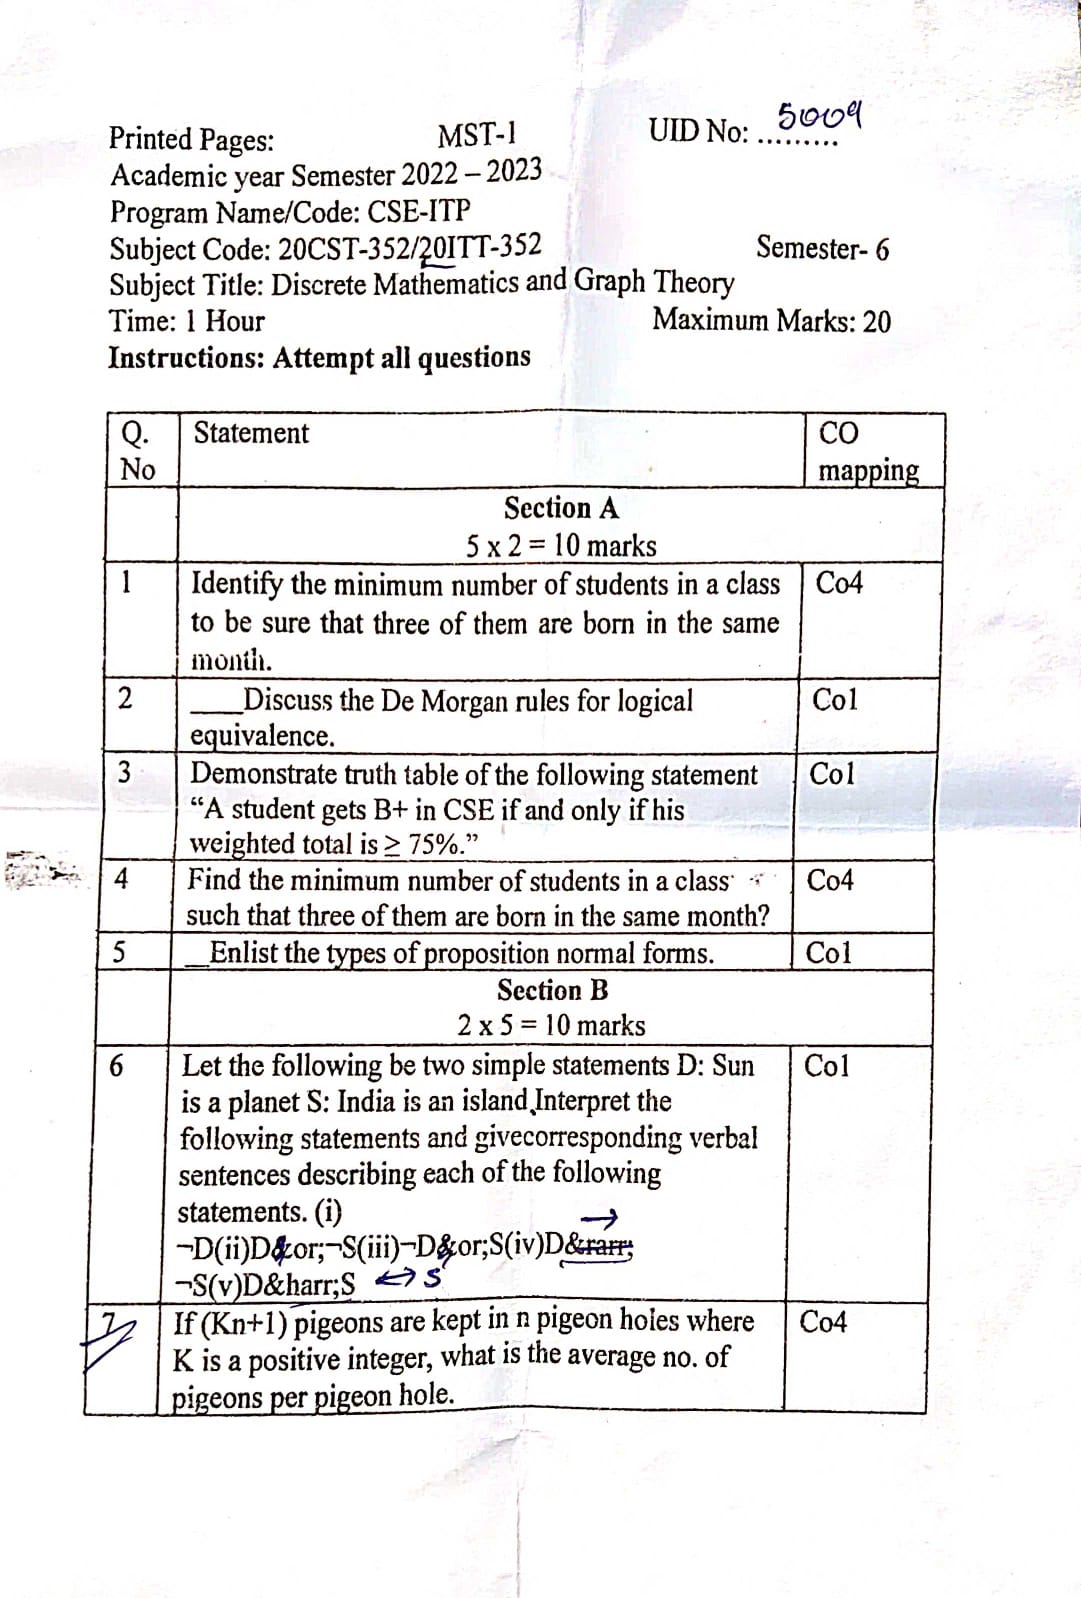 Printed Pages: MST-1 UID No: ......... 5009
Academic year Semester 2022 – 2023
Program Name/Code: CSE-ITP
Subject Code: 20CST-352/20ITT-352 Semester- 6
Subject Title: Discrete Mathematics and Graph Theory
Time: 1 Hour Maximum Marks: 20
Instructions: Attempt all questions
Q. Statement CO
No mapping
Section A
5 x 2 = 10 marks
1 Identify the minimum number of students in a class Co4
to be sure that three of them are born in the same
month.
2 ___Discuss the De Morgan rules for logical Co1
equivalence.
3 Demonstrate truth table of the following statement Co1
“A student gets B+ in CSE if and only if his
weighted total is ≥ 75%.”
4 Find the minimum number of students in a class Co4
such that three of them are born in the same month?
5 _Enlist the types of proposition normal forms. Co1
Section B
2 x 5 = 10 marks
6 Let the following be two simple statements D: Sun Co1
is a planet S: India is an island,Interpret the
following statements and givecorresponding verbal
sentences describing each of the following
statements. (i)
→
¬D(ii)D&or;¬S(iii)¬D&or;S(iv)D&rarr;
¬S(v)D&harr;S ↔ S
7 If (Kn+1) pigeons are kept in n pigeon holes where Co4
K is a positive integer, what is the average no. of
pigeons per pigeon hole.